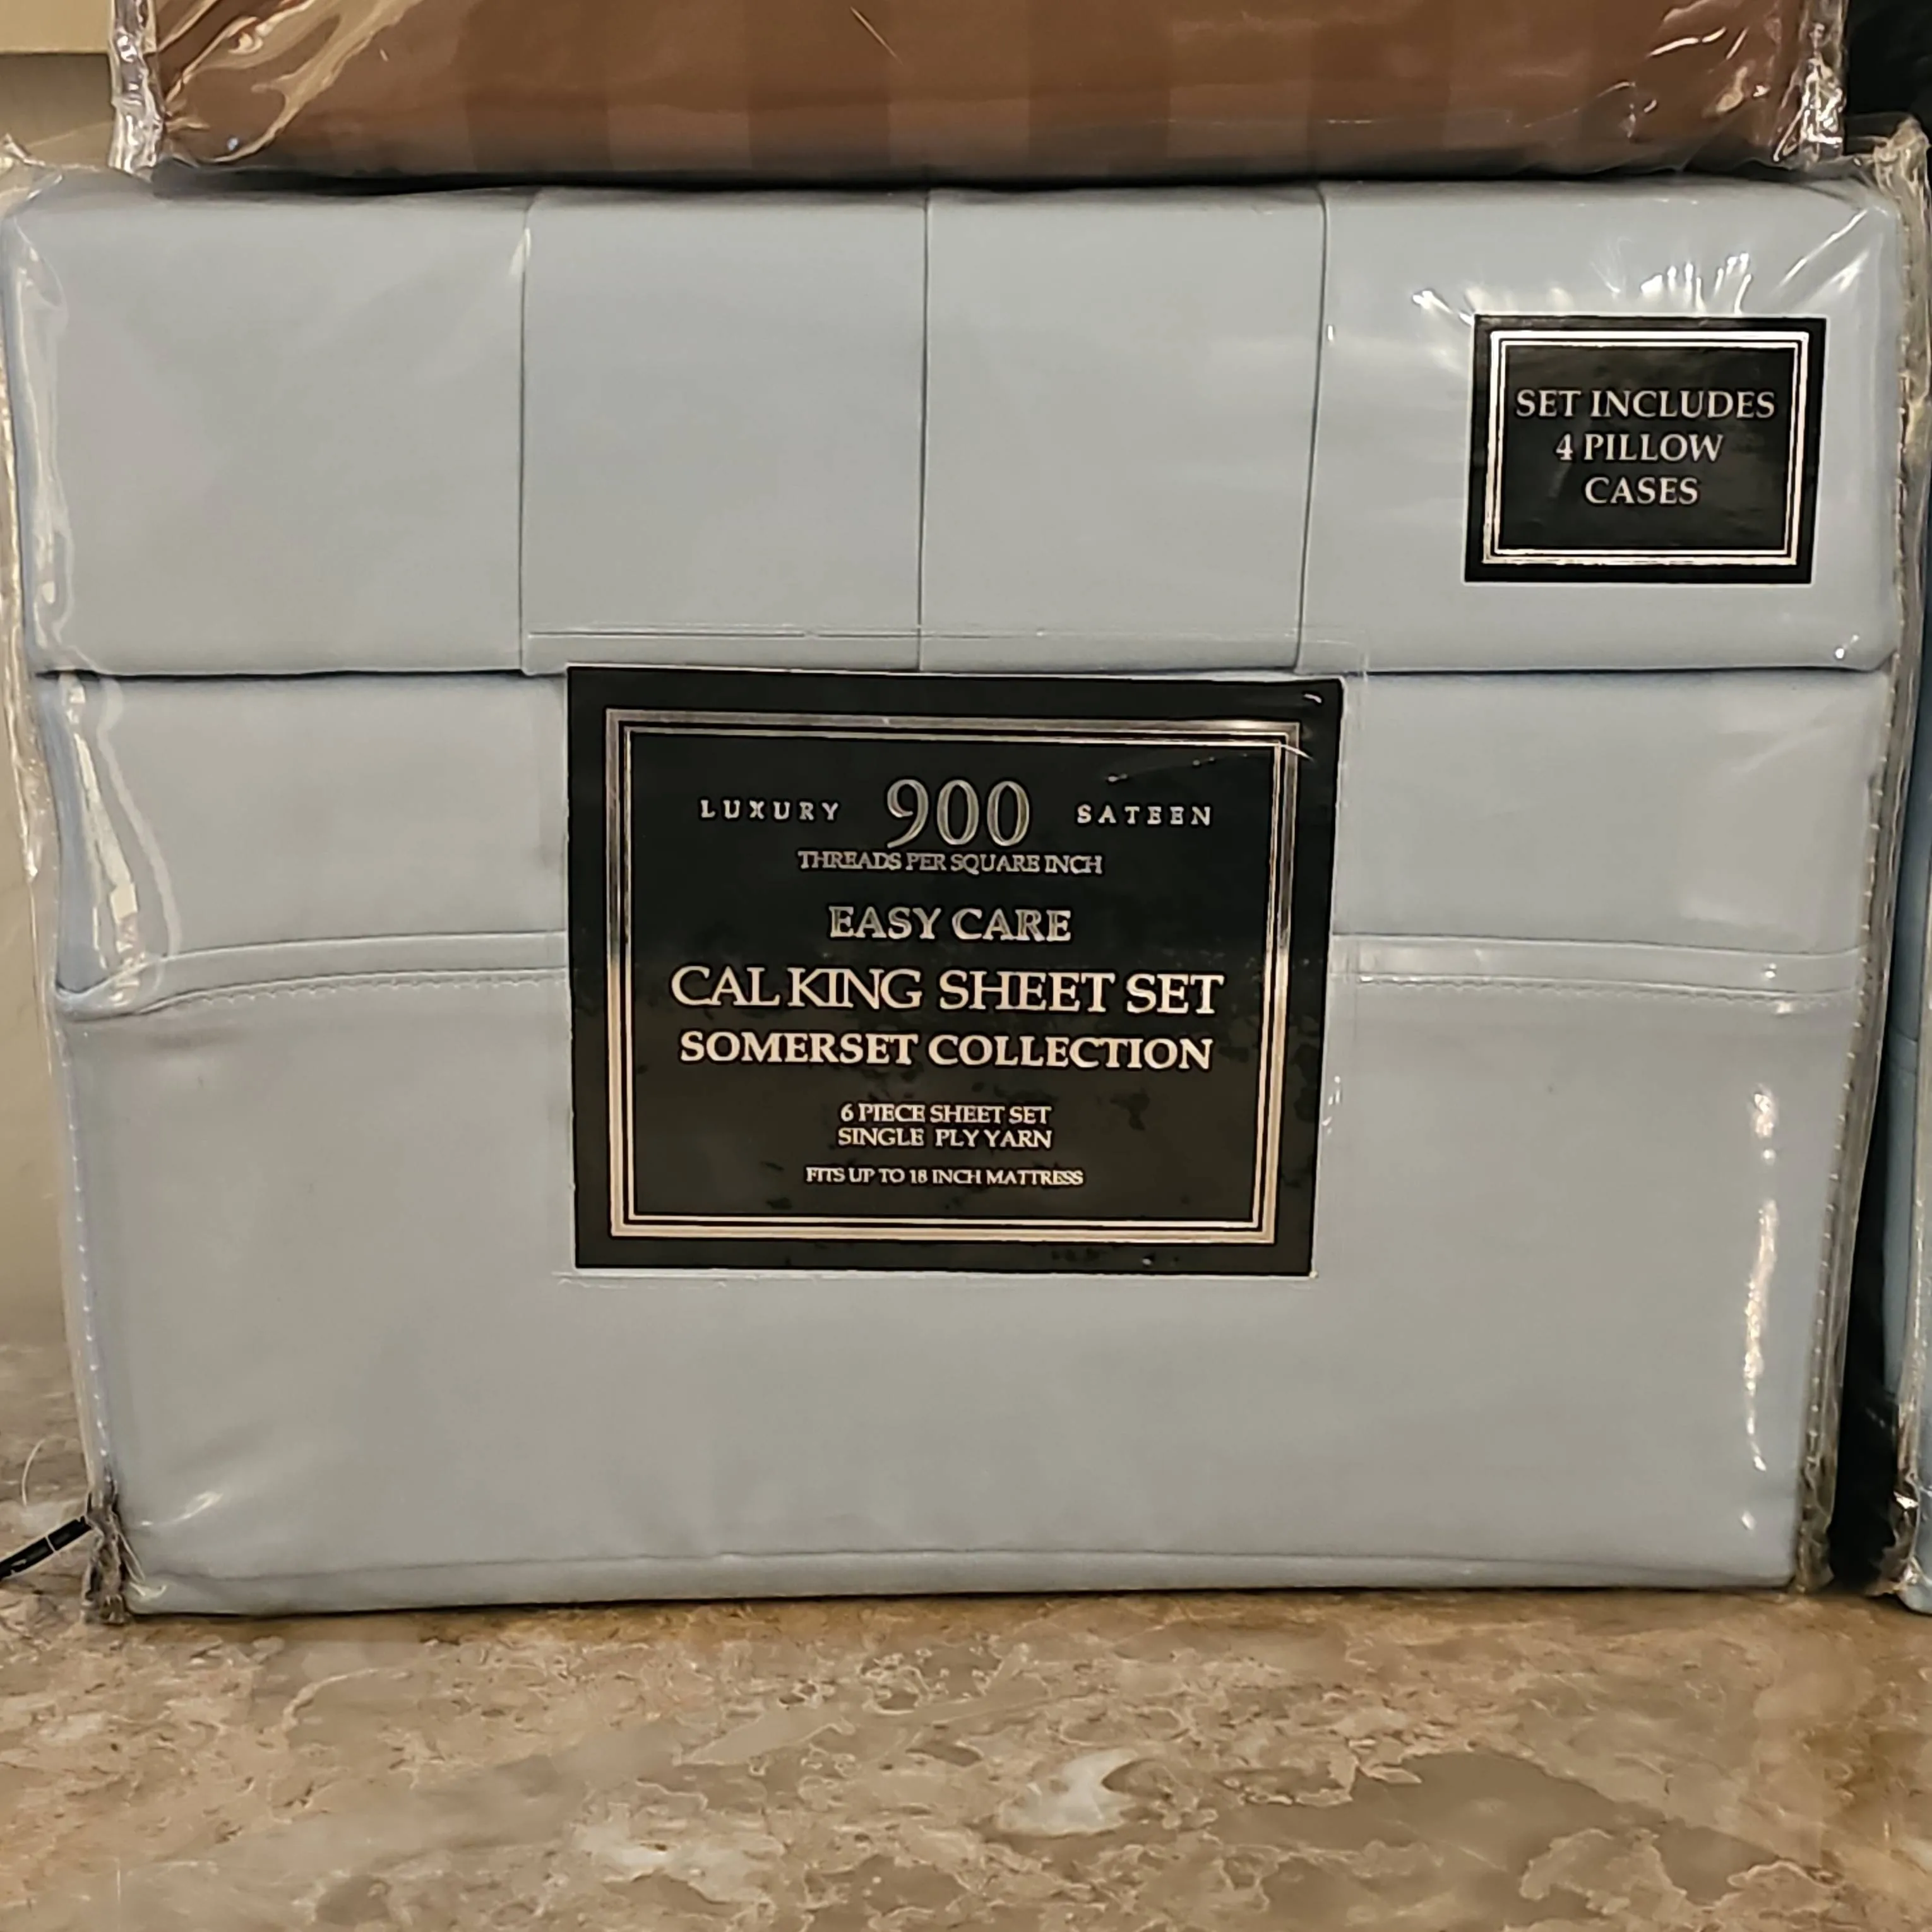 SET INCLUDES
4 PILLOW
CASES
LUXURY 900 SATEEN
THREADS PER SQUARE INCH
EASY CARE
CAL KING SHEET SET
SOMERSET COLLECTION
6 PIECE SHEET SET
SINGLE PLY YARN
FITS UP TO 18 INCH MATTRESS